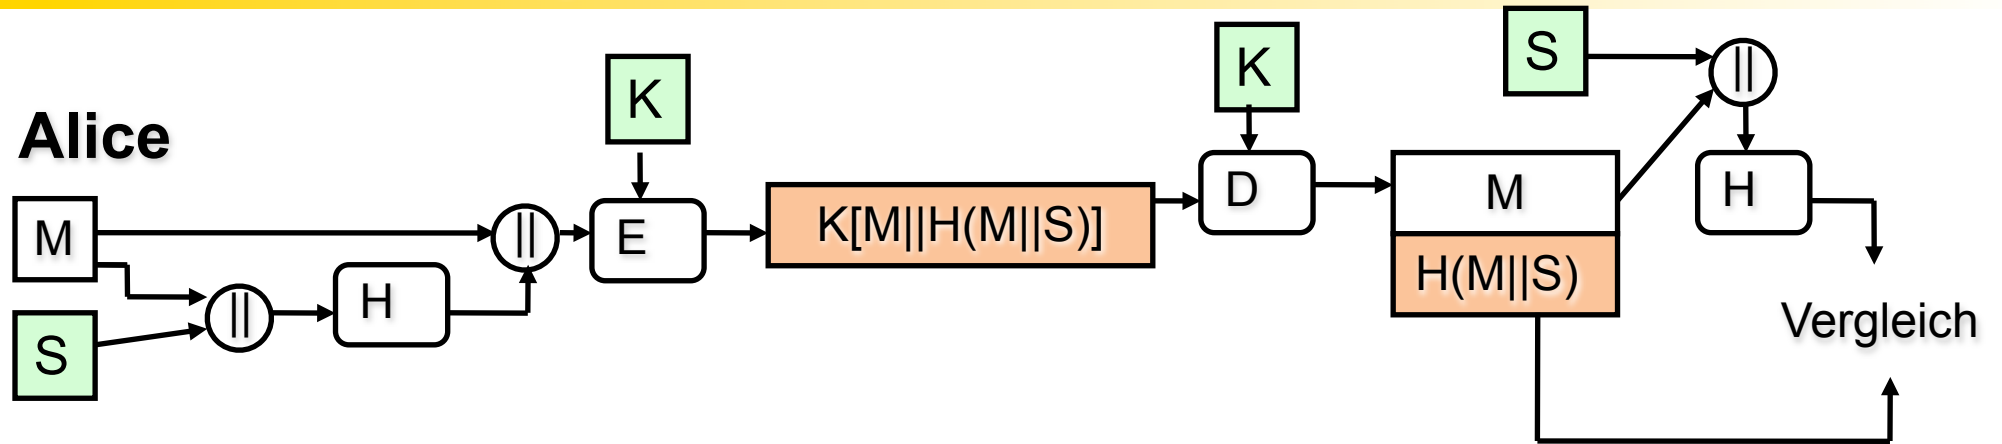 Alice
M
S
||
H
||
K
E
K[M||H(M||S)]
K
D
M
H(M||S)
S
||
H
Vergleich